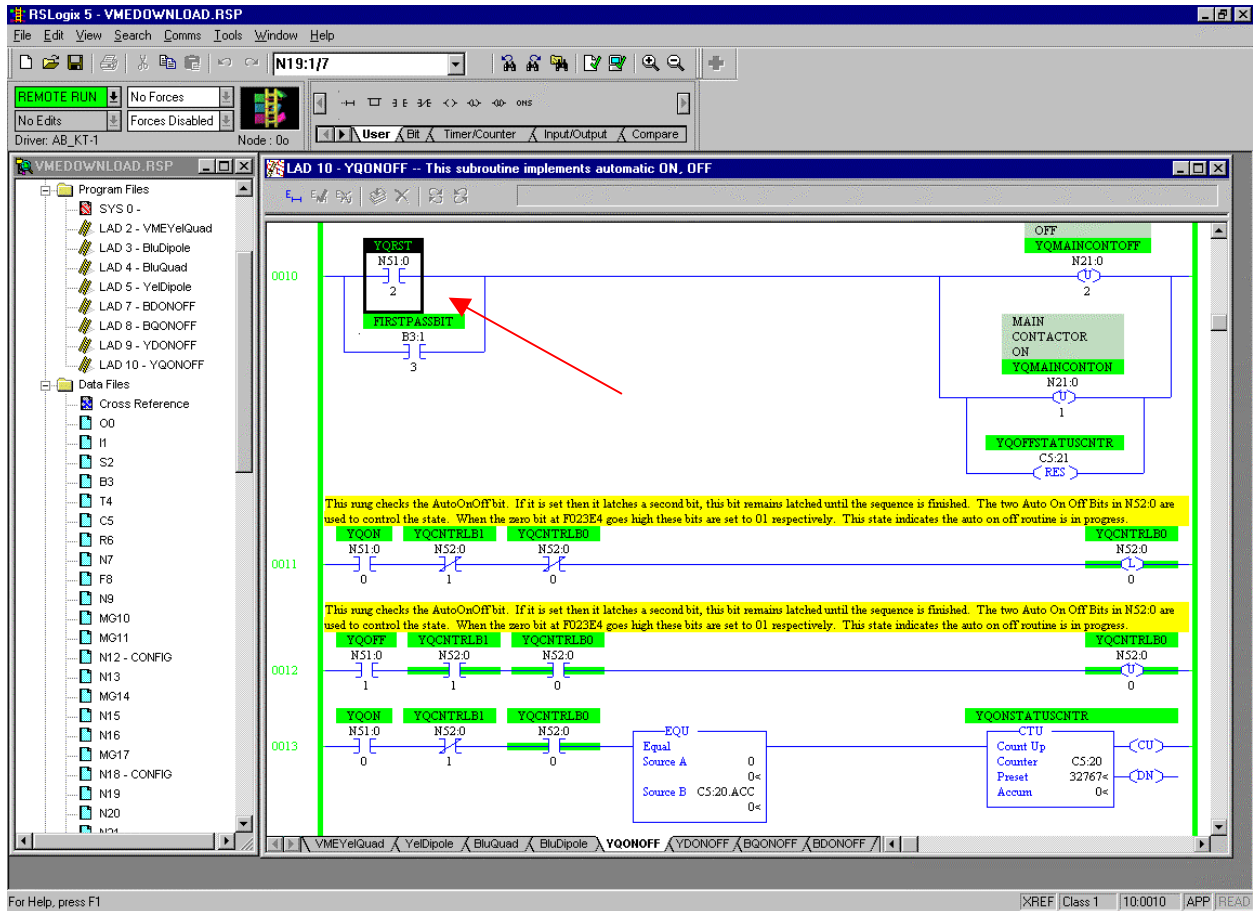 RSLogix 5 - VMEDOWNLOAD.RSP
File Edit View Search Comms Tools Window Help
N19:1/7
REMOTE RUN
No Forces
No Edits
Forces Disabled
Driver: AB_KT-1
Node : 0o
ONS
User
Bit
Timer/Counter
Input/Output
Compare
VMEDOWNLOAD.RSP
Program Files
SYS 0 -
LAD 2 - VMEYelQuad
LAD 3 - BluDipole
LAD 4 - BluQuad
LAD 5 - YelDipole
LAD 7 - BDONOFF
LAD 8 - BQONOFF
LAD 9 - YDONOFF
LAD 10 - YQONOFF
Data Files
Cross Reference
O0
I1
S2
B3
T4
C5
R6
N7
F8
N9
MG10
MG11
N12 - CONFIG
N13
MG14
N15
N16
MG17
N18 - CONFIG
N19
N20
N21
LAD 10 - YQONOFF -- This subroutine implements automatic ON, OFF
0010
YQRST
N51:0
2
FIRSTPASSBIT
B3:1
3
OFF
YQMAINCONTOFF
N21:0
U
2
MAIN
CONTACTOR
ON
YQMAINCONTON
N21:0
U
1
YQOFFSTATUSCNTR
C5:21
RES
This rung checks the AutoOnOff bit. If it is set then it latches a second bit, this bit remains latched until the sequence is finished. The two Auto On Off Bits in N52:0 are
used to control the state. When the zero bit at F023E4 goes high these bits are set to 01 respectively. This state indicates the auto on off routine is in progress.
0011
YQON YQCNTRLB1 YQCNTRLB0 YQCNTRLB0
N51:0 N52:0 N52:0 N52:0
L
0 1 0 0
This rung checks the AutoOnOff bit. If it is set then it latches a second bit, this bit remains latched until the sequence is finished. The two Auto On Off Bits in N52:0 are
used to control the state. When the zero bit at F023E4 goes high these bits are set to 01 respectively. This state indicates the auto on off routine is in progress.
0012
YQOFF YQCNTRLB1 YQCNTRLB0 YQCNTRLB0
N51:0 N52:0 N52:0 N52:0
U
1 1 0 0
0013
YQON YQCNTRLB1 YQCNTRLB0
N51:0 N52:0 N52:0
0 1 0
EQU
Equal
Source A 0
0<
Source B C5:20.ACC
0<
YQONSTATUSCNTR
CTU
Count Up
Counter C5:20
Preset 32767<
Accum 0<
CU
DN
VMEYelQuad YelDipole BluQuad BluDipole YQONOFF YDONOFF BQONOFF BDONOFF
For Help, press F1
XREF Class 1 10:0010 APP READ